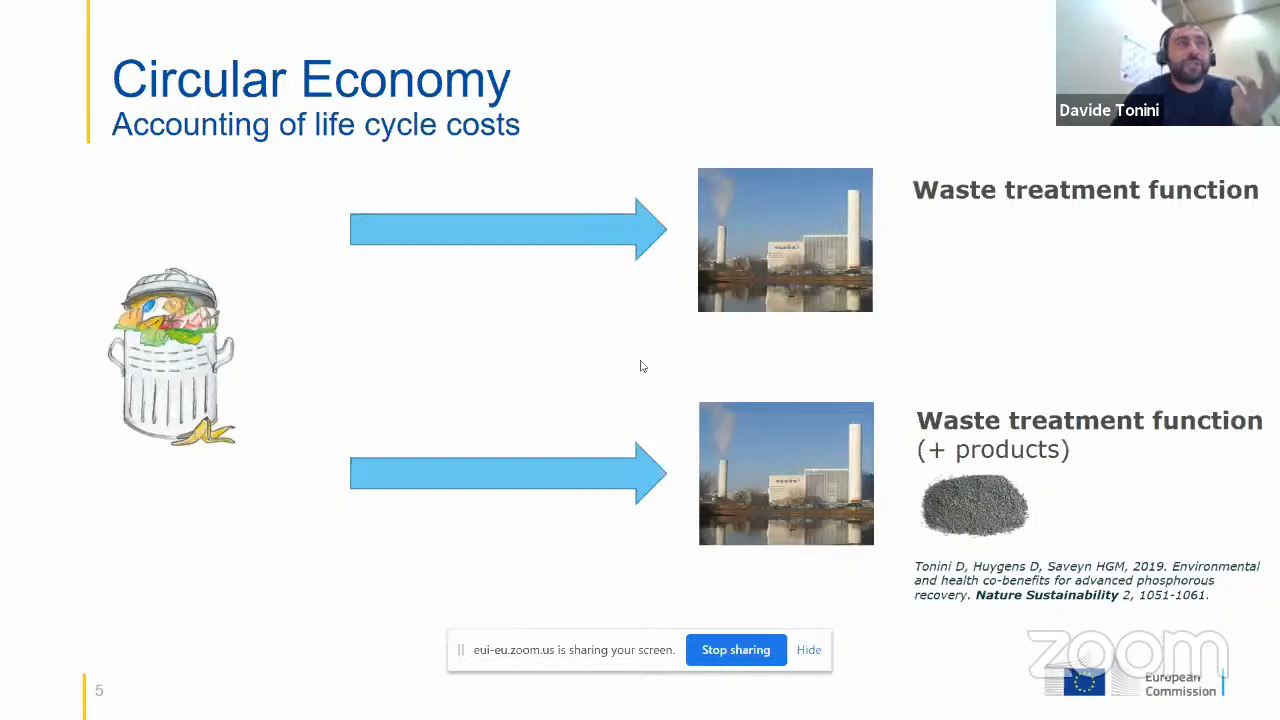 Circular Economy
Accounting of life cycle costs
Davide Tonini
Waste treatment function
Waste treatment function
(+ products)
Tonini D, Huygens D, Saveyn HGM, 2019. Environmental
and health co-benefits for advanced phosphorous
recovery. Nature Sustainability 2, 1051-1061.
eui-eu.zoom.us is sharing your screen.
Stop sharing
Hide
zoom
European
Commission
5